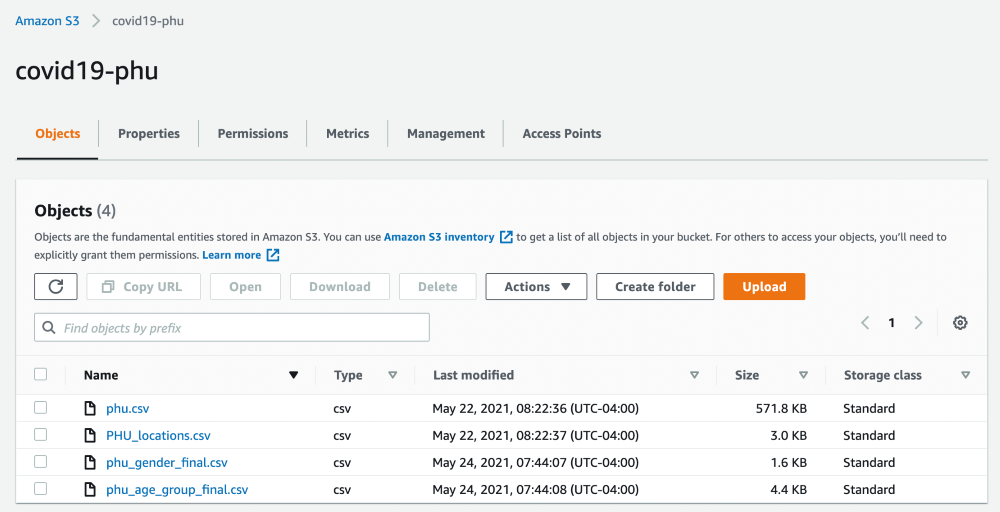 Amazon S3 > covid19-phu
covid19-phu
Objects Properties Permissions Metrics Management Access Points
Objects (4)
Objects are the fundamental entities stored in Amazon S3. You can use Amazon S3 inventory to get a list of all objects in your bucket. For others to access your objects, you'll need to
explicitly grant them permissions. Learn more
Copy URL Open Download Delete Actions Create folder Upload
Find objects by prefix 1
Name Type Last modified Size Storage class
phu.csv csv May 22, 2021, 08:22:36 (UTC-04:00) 571.8 KB Standard
PHU_locations.csv csv May 22, 2021, 08:22:37 (UTC-04:00) 3.0 KB Standard
phu_gender_final.csv csv May 24, 2021, 07:44:07 (UTC-04:00) 1.6 KB Standard
phu_age_group_final.csv csv May 24, 2021, 07:44:08 (UTC-04:00) 4.4 KB Standard